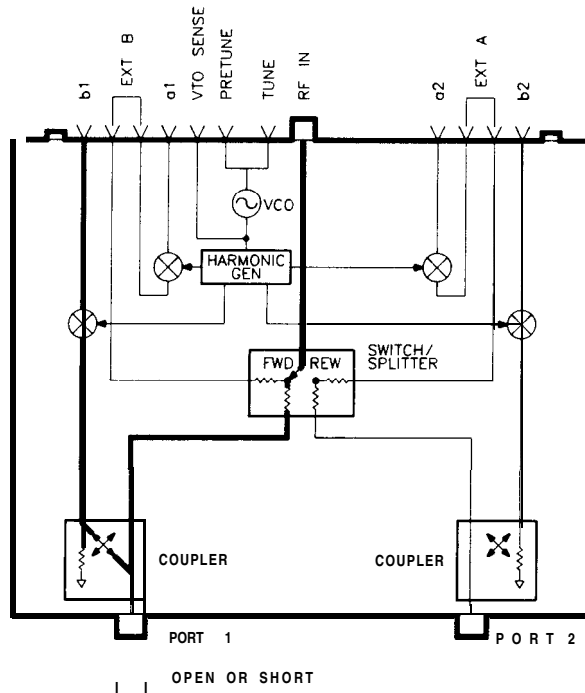 b1
EXT B
a1
VTO SENSE
PRETUNE
TUNE
RF IN
a2
EXT A
b2
VCO
HARMONIC
GEN
FWD REW
SWITCH/
SPLITTER
COUPLER
COUPLER
PORT 1
PORT 2
OPEN OR SHORT